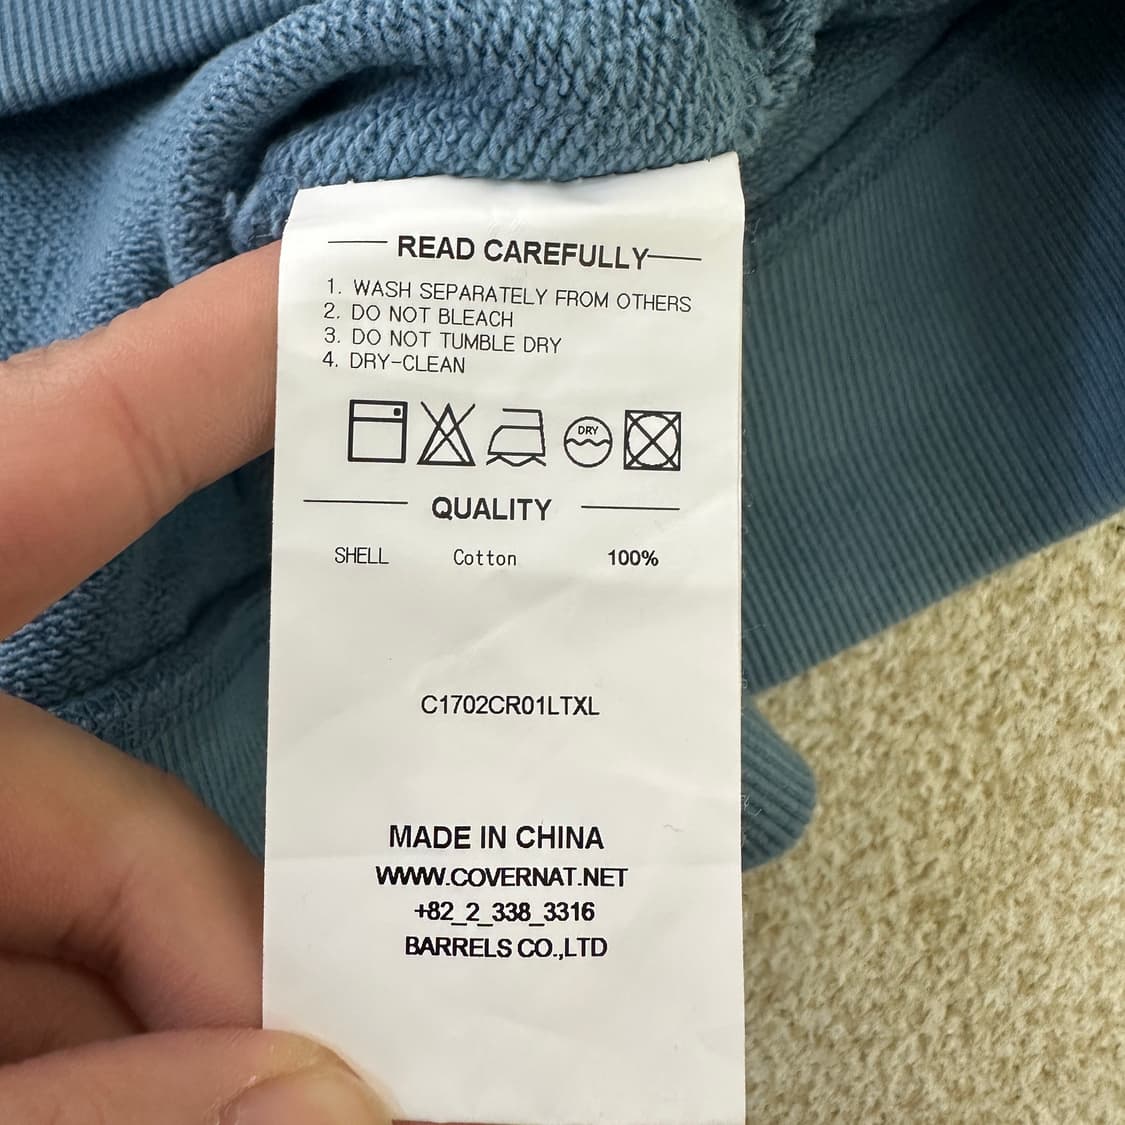 READ CAREFULLY
1. WASH SEPARATELY FROM OTHERS
2. DO NOT BLEACH
3. DO NOT TUMBLE DRY
4. DRY-CLEAN
DRY
QUALITY
SHELL Cotton 100%
C1702CR01LTXL
MADE IN CHINA
WWW.COVERNAT.NET
+82_2_338_3316
BARRELS CO.,LTD